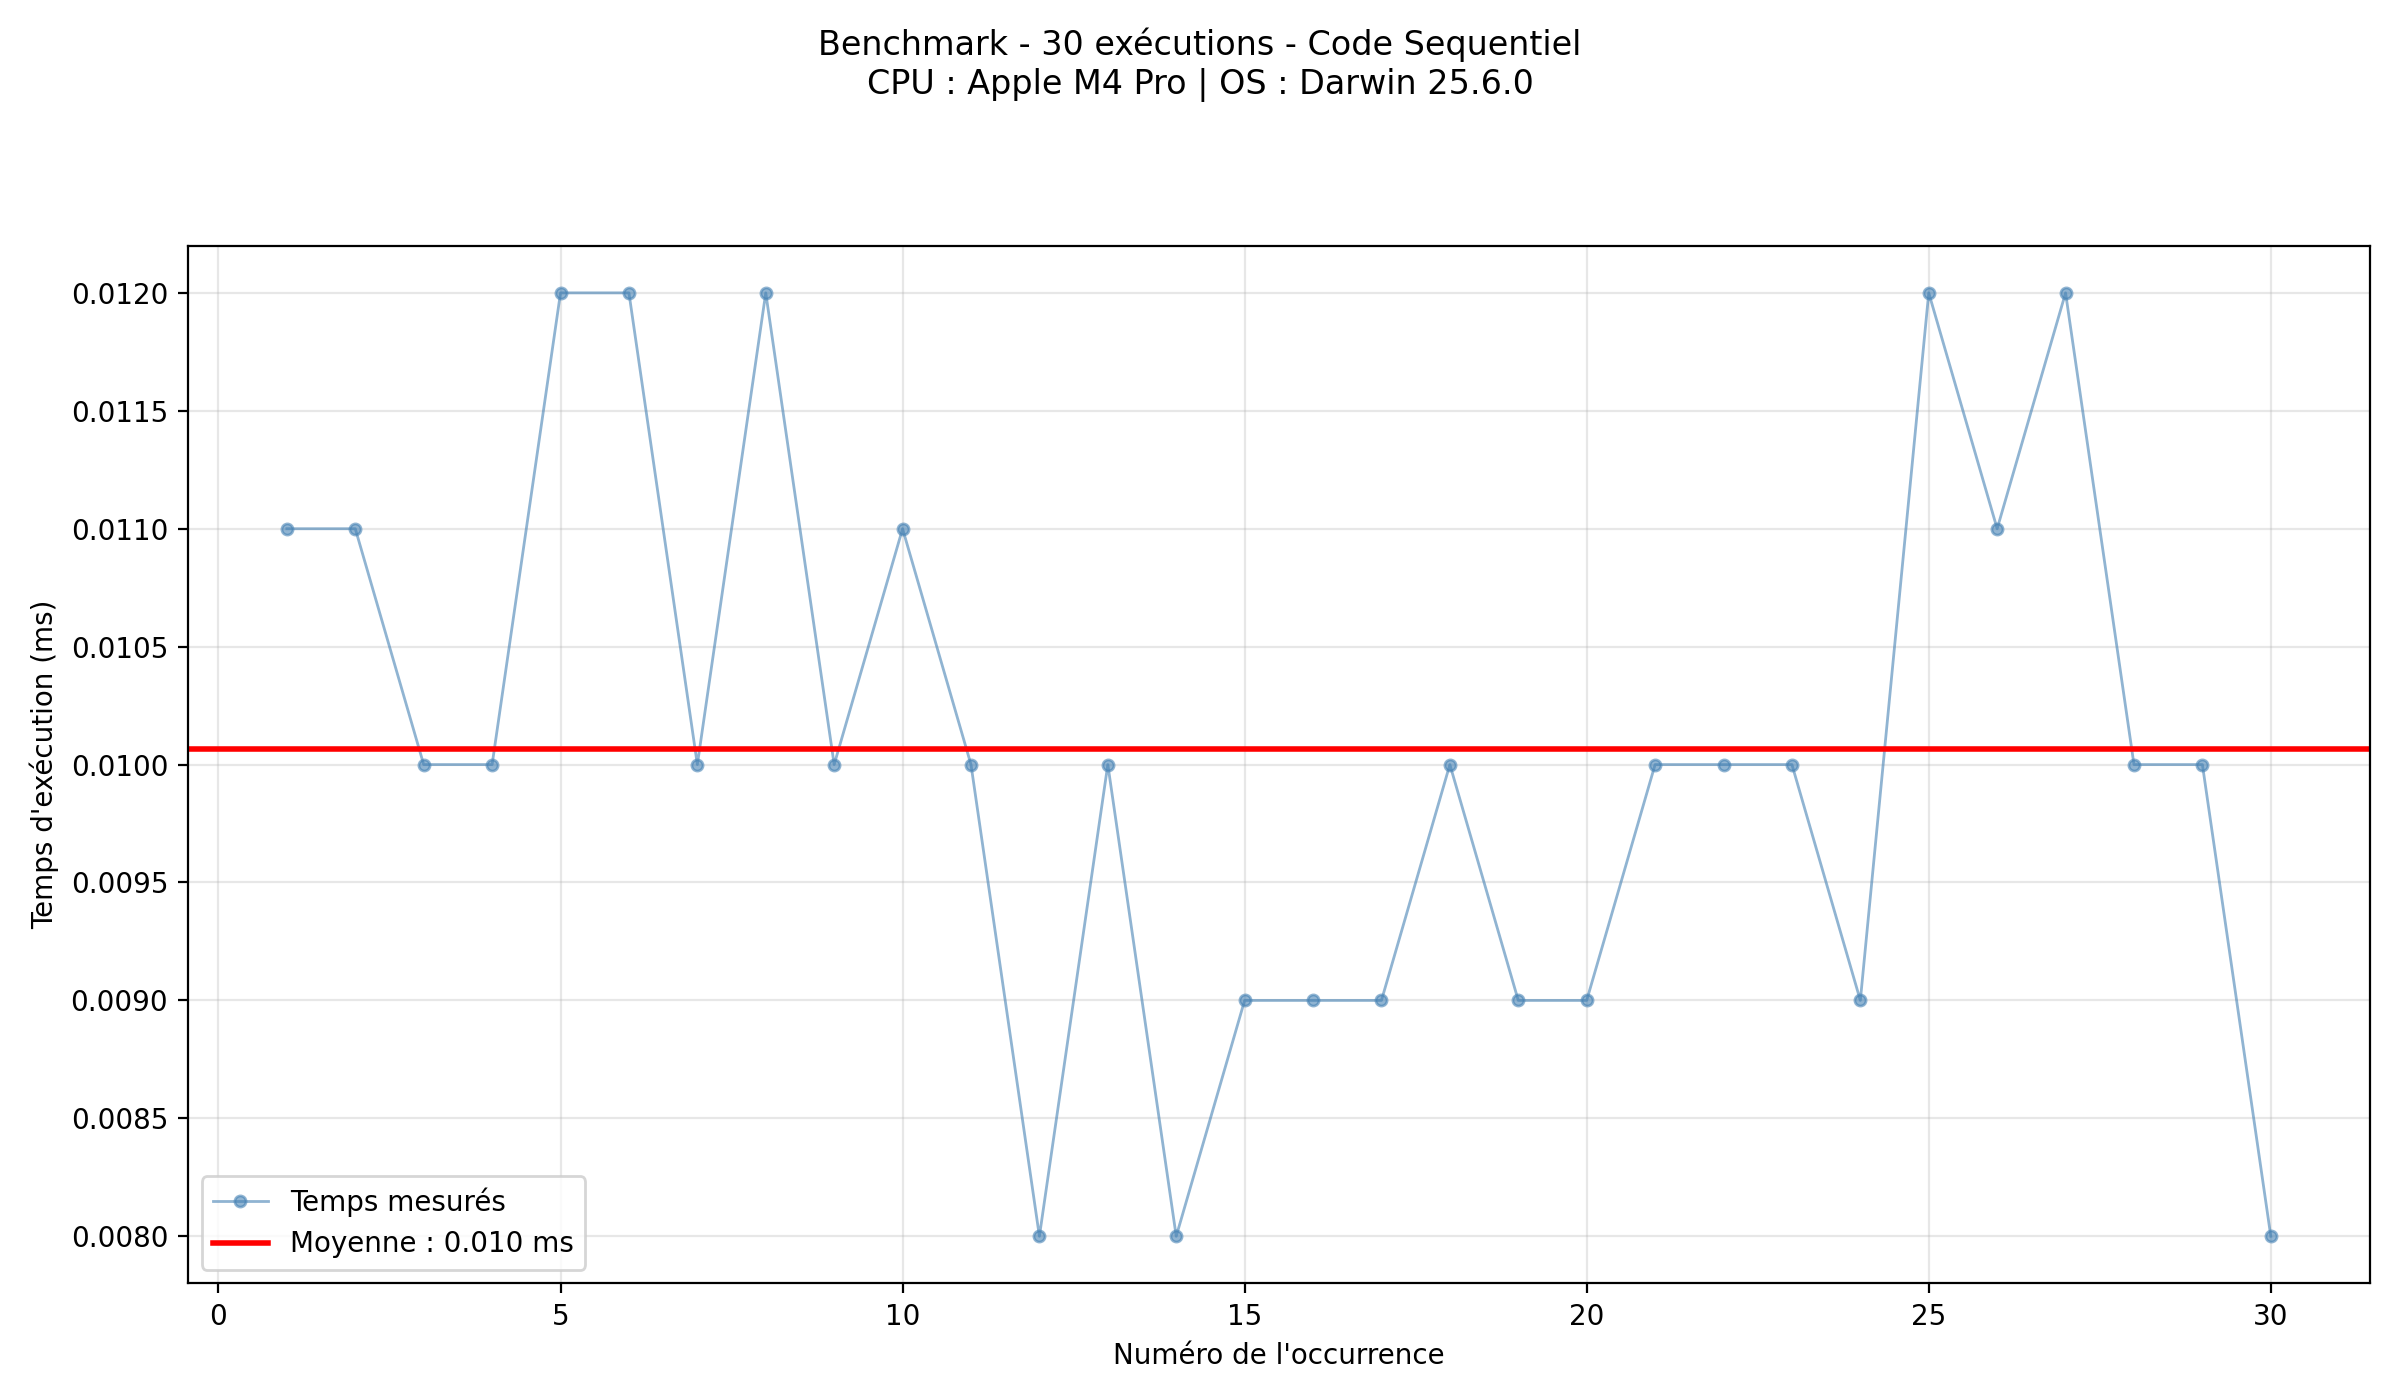 Benchmark - 30 exécutions - Code Sequentiel
CPU : Apple M4 Pro | OS : Darwin 25.6.0
Temps d'exécution (ms)
0.0120
0.0115
0.0110
0.0105
0.0100
0.0095
0.0090
0.0085
0.0080
Temps mesurés
Moyenne : 0.010 ms
0 5 10 15 20 25 30
Numéro de l'occurrence